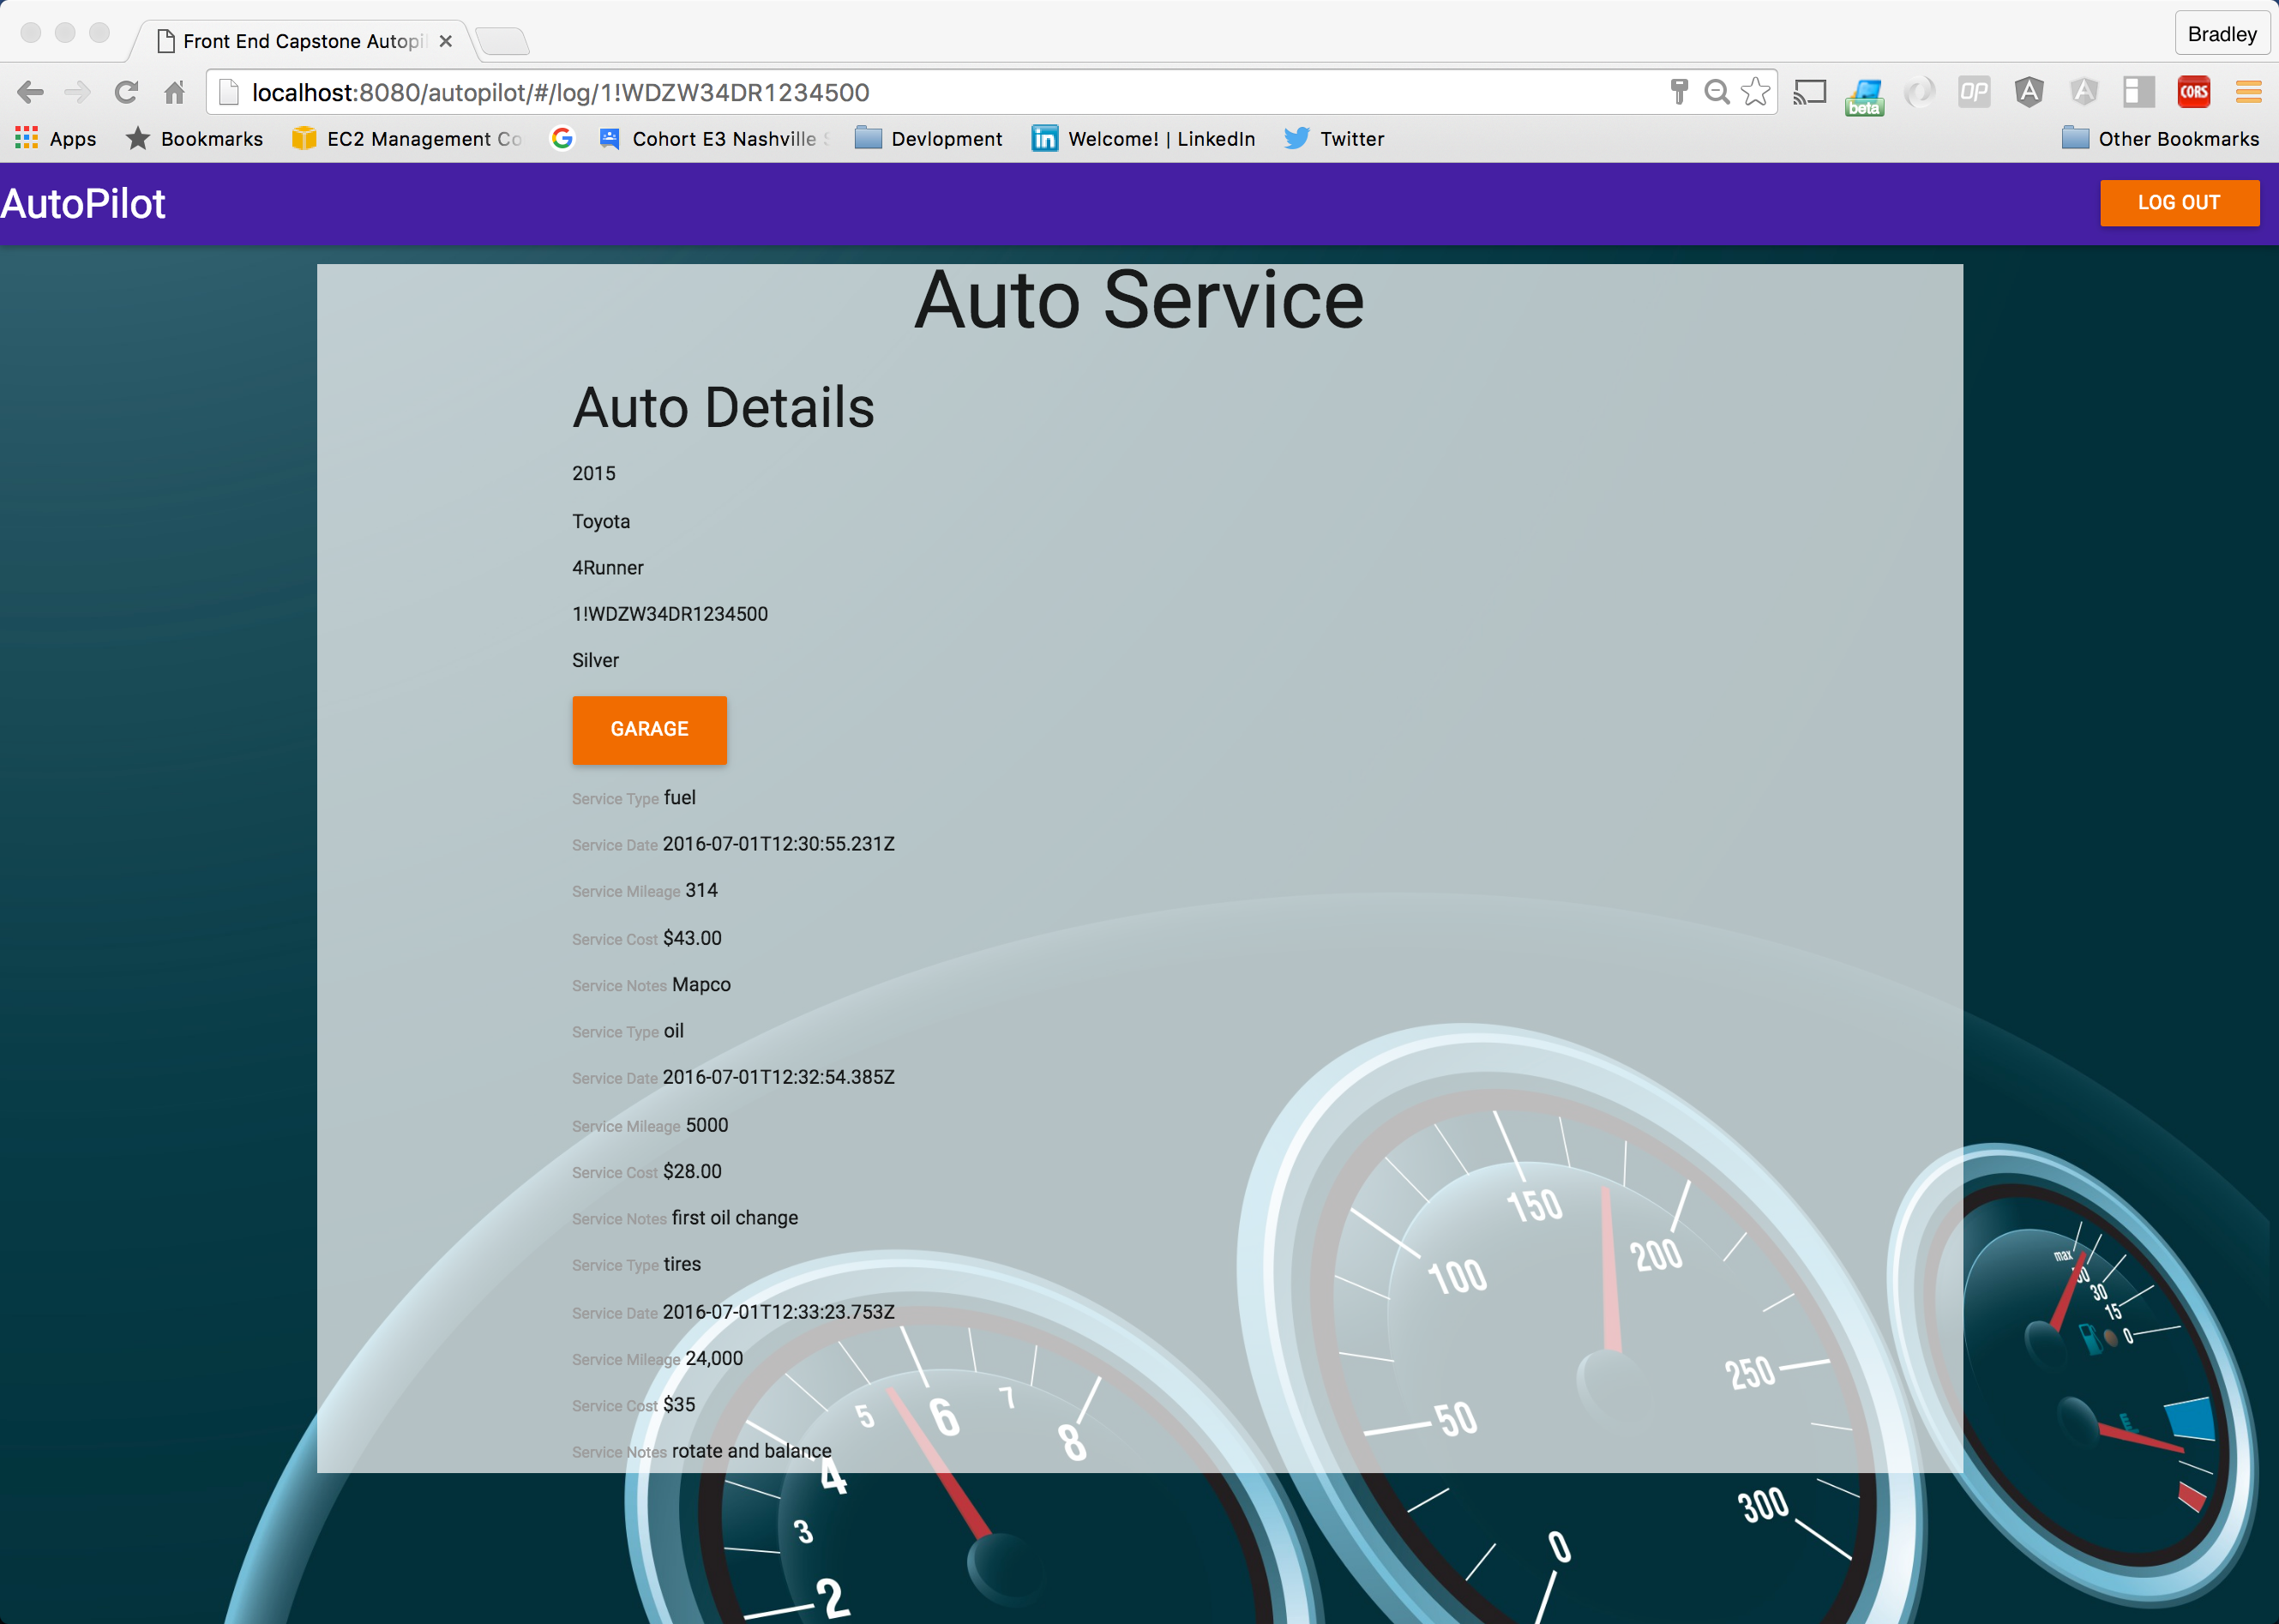 Front End Capstone Autopil
Bradley
localhost:8080/autopilot/#/log/1!WDZW34DR1234500
beta
OP
A
A
CORS
Apps
Bookmarks
EC2 Management Co
G
Cohort E3 Nashville S
Devlopment
in
Welcome! | LinkedIn
Twitter
Other Bookmarks
AutoPilot
LOG OUT
Auto Service
Auto Details
2015
Toyota
4Runner
1!WDZW34DR1234500
Silver
GARAGE
Service Type fuel
Service Date 2016-07-01T12:30:55.231Z
Service Mileage 314
Service Cost $43.00
Service Notes Mapco
Service Type oil
Service Date 2016-07-01T12:32:54.385Z
Service Mileage 5000
Service Cost $28.00
Service Notes first oil change
Service Type tires
Service Date 2016-07-01T12:33:23.753Z
Service Mileage 24,000
Service Cost $35
Service Notes rotate and balance
2
3
4
5
6
7
8
0
50
100
150
200
250
300
max
30
15
0